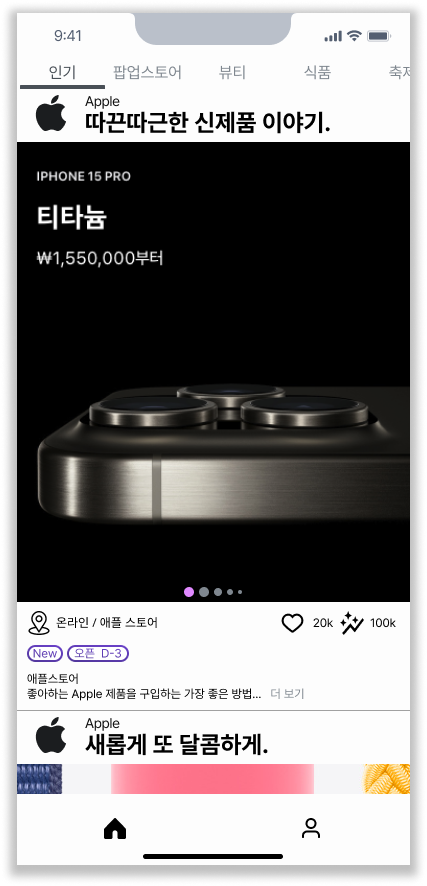 9:41
인기 팝업스토어 뷰티 식품
Apple
따끈따근한 신제품 이야기.
IPHONE 15 PRO
티타늄
₩1,550,000부터
온라인 / 애플 스토어 20k 100k
New 오픈 D-3
애플스토어
좋아하는 Apple 제품을 구입하는 가장 좋은 방법... 더 보기
Apple
새롭게 또 달콤하게.